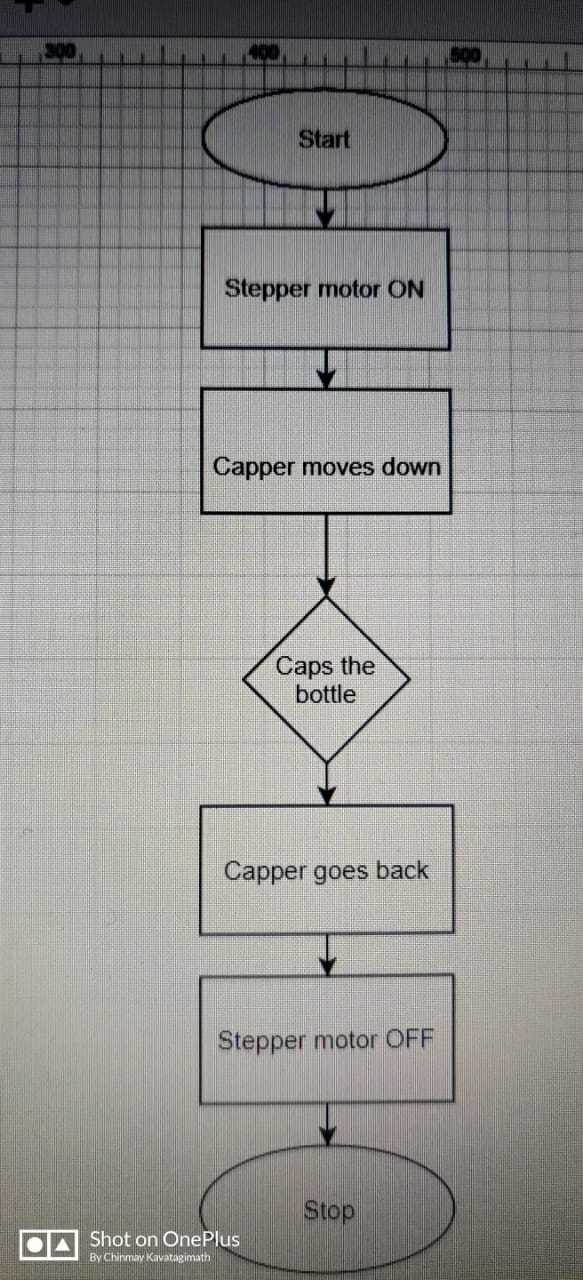 300
400
500
Start
Stepper motor ON
Capper moves down
Caps the
bottle
Capper goes back
Stepper motor OFF
Stop
Shot on OnePlus
By Chinmay Kavatagimath